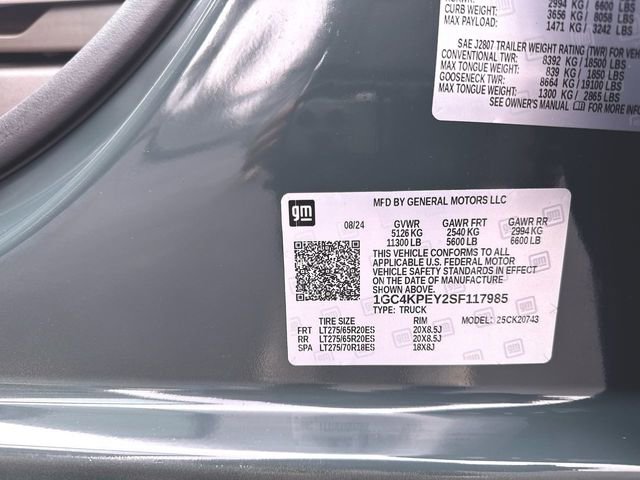 2994 KG / 6600 LBS
CURB WEIGHT: 3656 KG / 8058 LBS
MAX PAYLOAD: 1471 KG / 3242 LBS
SAE J2807 TRAILER WEIGHT RATING (TWR) FOR VEH
CONVENTIONAL TWR: 8392 KG / 18500 LBS
MAX TONGUE WEIGHT: 839 KG / 1850 LBS
GOOSENECK TWR: 8664 KG / 19100 LBS
MAX TONGUE WEIGHT: 1300 KG / 2865 LBS
SEE OWNER'S MANUAL FOR MORE INFO
gm
MFD BY GENERAL MOTORS LLC
08/24 GVWR GAWR FRT GAWR RR
5126 KG 2540 KG 2994 KG
11300 LB 5600 LB 6600 LB
THIS VEHICLE CONFORMS TO ALL
APPLICABLE U.S. FEDERAL MOTOR
VEHICLE SAFETY STANDARDS IN EFFECT
ON THE DATE OF MANUFACTURE SHOWN ABOVE.
1GC4KPEY2SF117985
TYPE: TRUCK MODEL: 25CK20743
TIRE SIZE RIM
FRT LT275/65R20ES 20X8.5J
RR LT275/65R20ES 20X8.5J
SPA LT275/70R18ES 18X8J